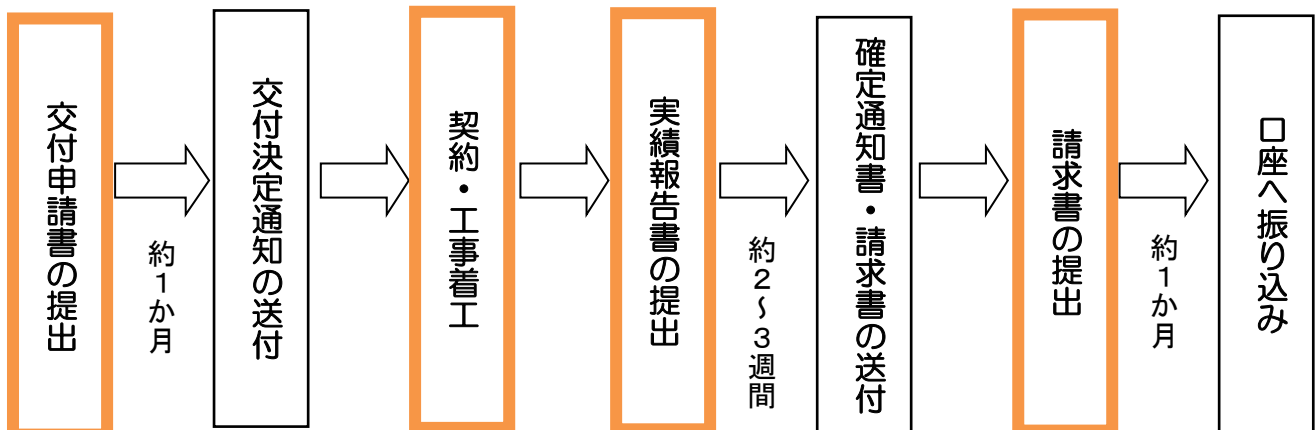 交付申請書の提出
約１か月
交付決定通知の送付
契約・工事着工
実績報告書の提出
約２～３週間
確定通知書・請求書の送付
請求書の提出
約１か月
口座へ振り込み